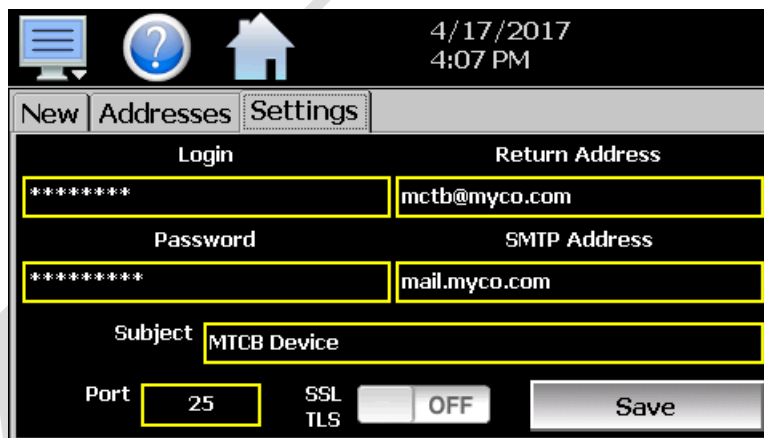 4/17/2017
4:07 PM
New Addresses Settings
Login Return Address
******** mctb@myco.com
Password SMTP Address
********* mail.myco.com
Subject MTCB Device
Port 25 SSL TLS OFF Save